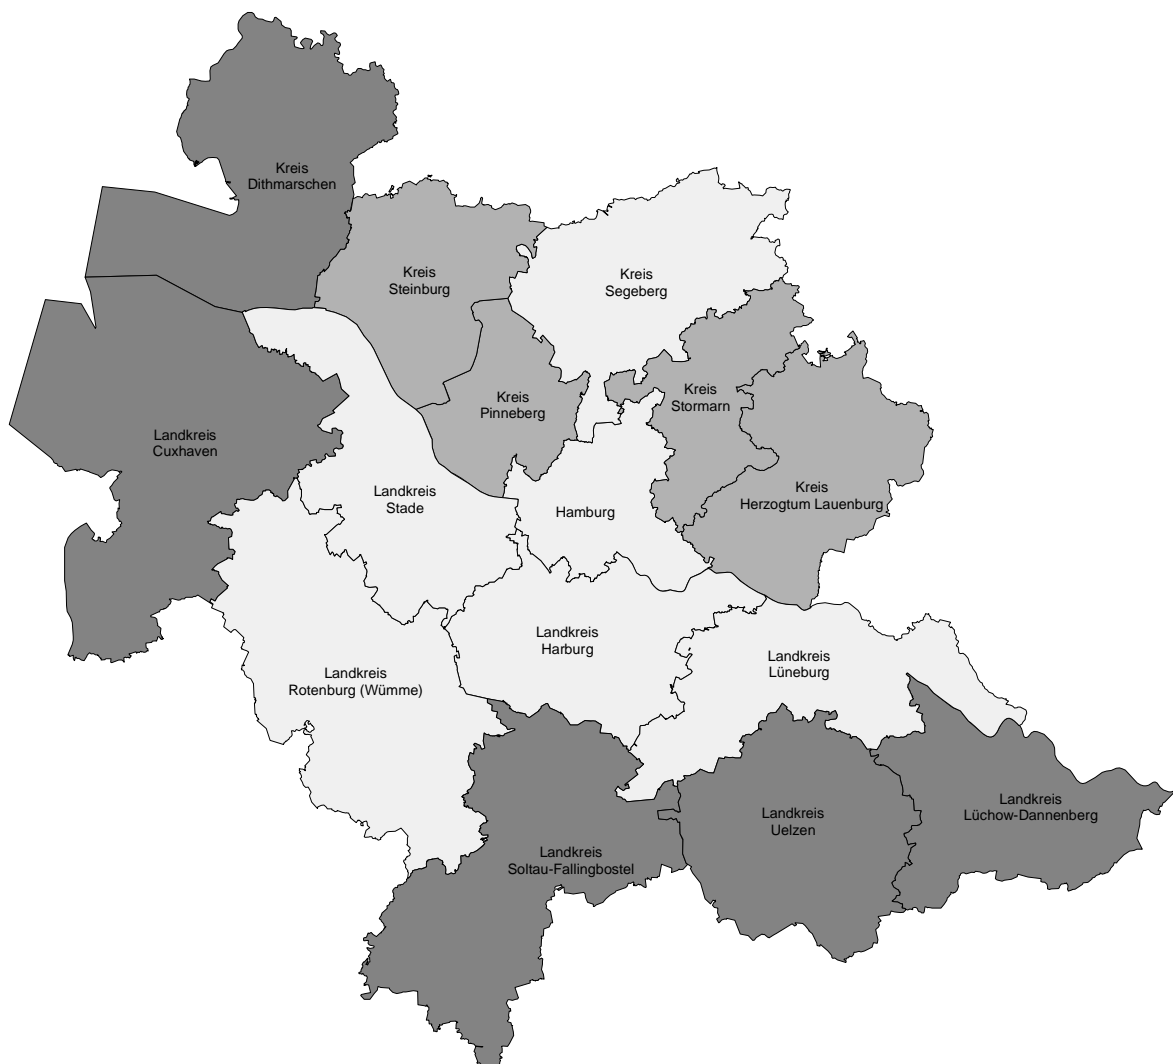 Kreis
Dithmarschen
Kreis
Steinburg
Kreis
Segeberg
Kreis
Pinneberg
Kreis
Stormarn
Landkreis
Cuxhaven
Landkreis
Stade
Hamburg
Kreis
Herzogtum Lauenburg
Landkreis
Harburg
Landkreis
Rotenburg (Wümme)
Landkreis
Lüneburg
Landkreis
Lüchow-Dannenberg
Landkreis
Uelzen
Landkreis
Soltau-Fallingbostel